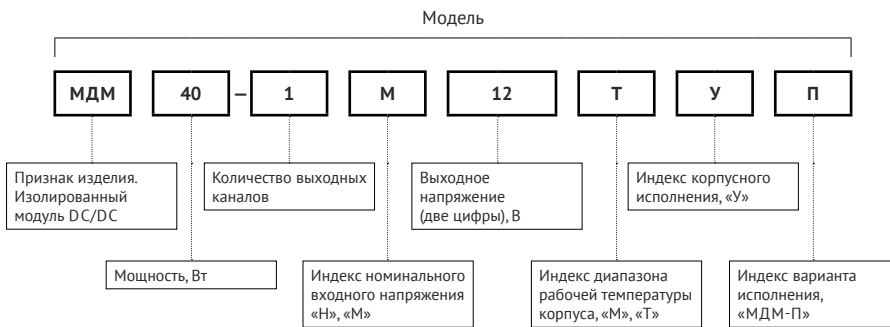 Модель
МДМ 40 – 1 М 12 Т У П
Признак изделия.
Изолированный
модуль DC/DC
Количество выходных
каналов
Выходное
напряжение
(две цифры), В
Индекс корпусного
исполнения, «У»
Мощность, Вт
Индекс номинального
входного напряжения
«Н», «М»
Индекс диапазона
рабочей температуры
корпуса, «М», «Т»
Индекс варианта
исполнения,
«МДМ-П»